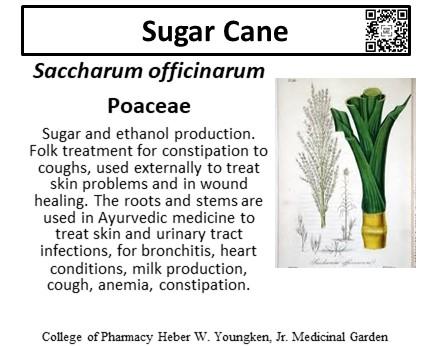 Sugar Cane
Saccharum officinarum
Poaceae
Sugar and ethanol production.
Folk treatment for constipation to
coughs, used externally to treat
skin problems and in wound
healing. The roots and stems are
used in Ayurvedic medicine to
treat skin and urinary tract
infections, for bronchitis, heart
conditions, milk production,
cough, anemia, constipation.
Saccharum officinarum
College of Pharmacy Heber W. Youngken, Jr. Medicinal Garden